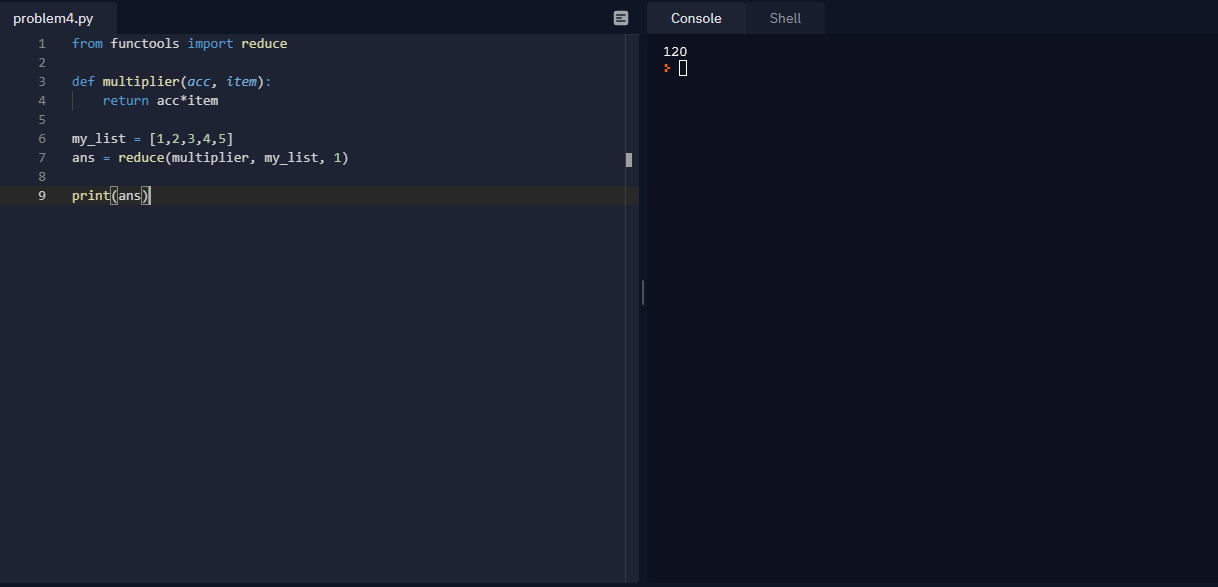 problem4.py
1 from functools import reduce
2
3 def multiplier(acc, item):
4     return acc*item
5
6 my_list = [1,2,3,4,5]
7 ans = reduce(multiplier, my_list, 1)
8
9 print(ans)
Console Shell
120